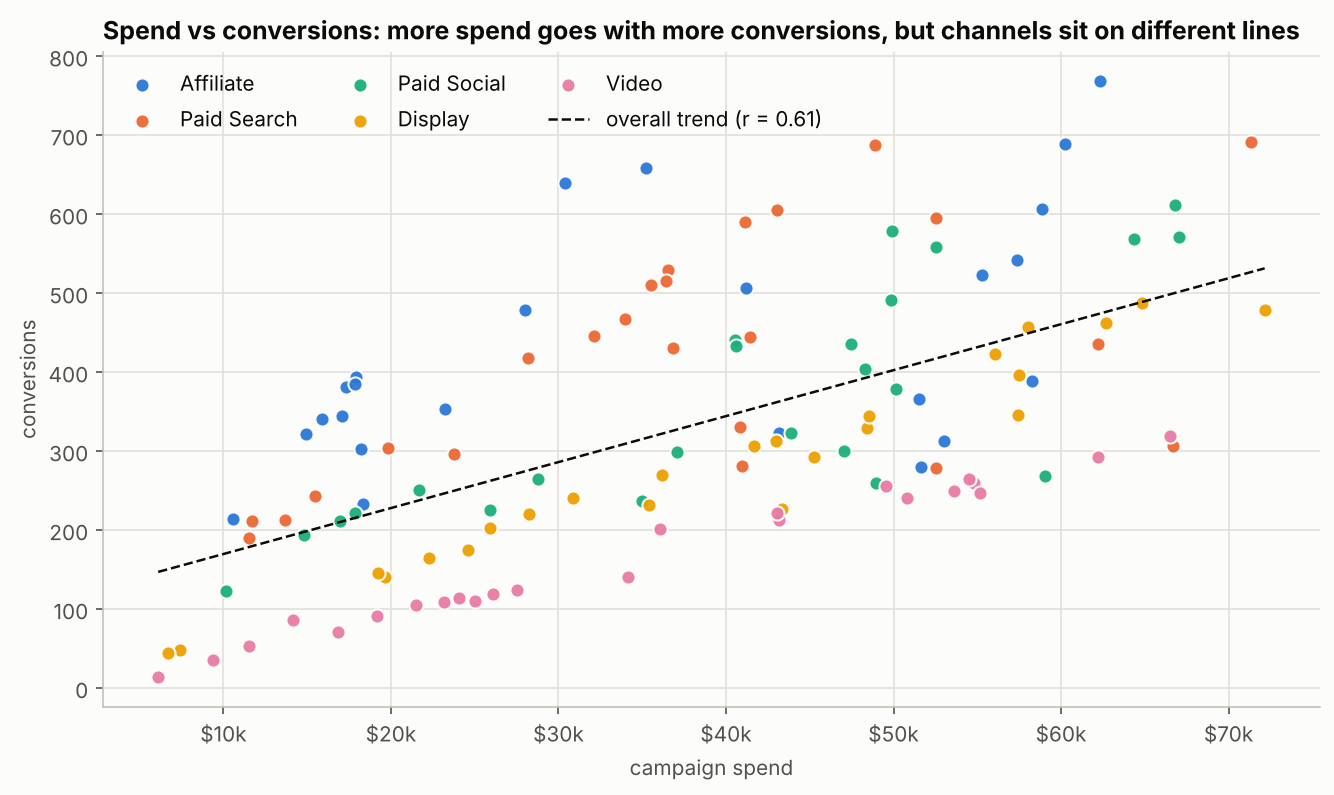 Spend vs conversions: more spend goes with more conversions, but channels sit on different lines
Affiliate
Paid Search
Paid Social
Display
Video
overall trend (r = 0.61)
conversions
800
700
600
500
400
300
200
100
0
$10k
$20k
$30k
$40k
$50k
$60k
$70k
campaign spend